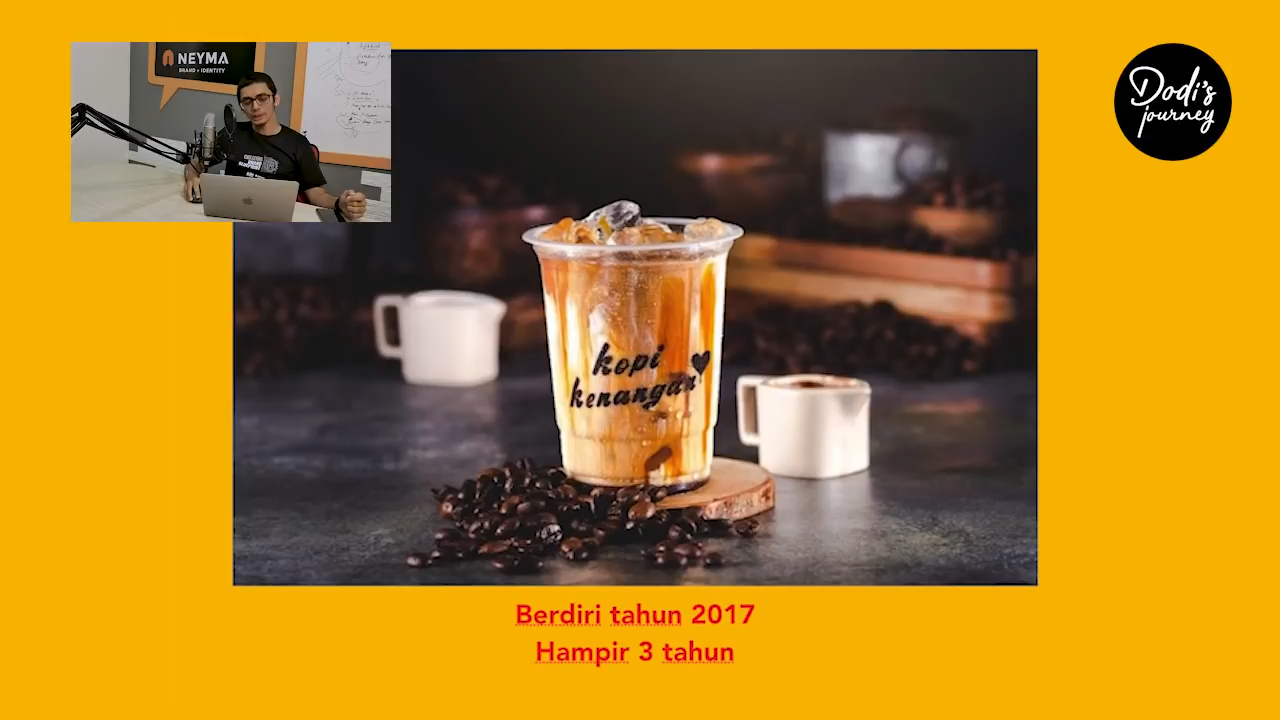 NEYMA
BRAND + IDENTITY
Dodi's
journey
kopi
kenangan
Berdiri tahun 2017
Hampir 3 tahun